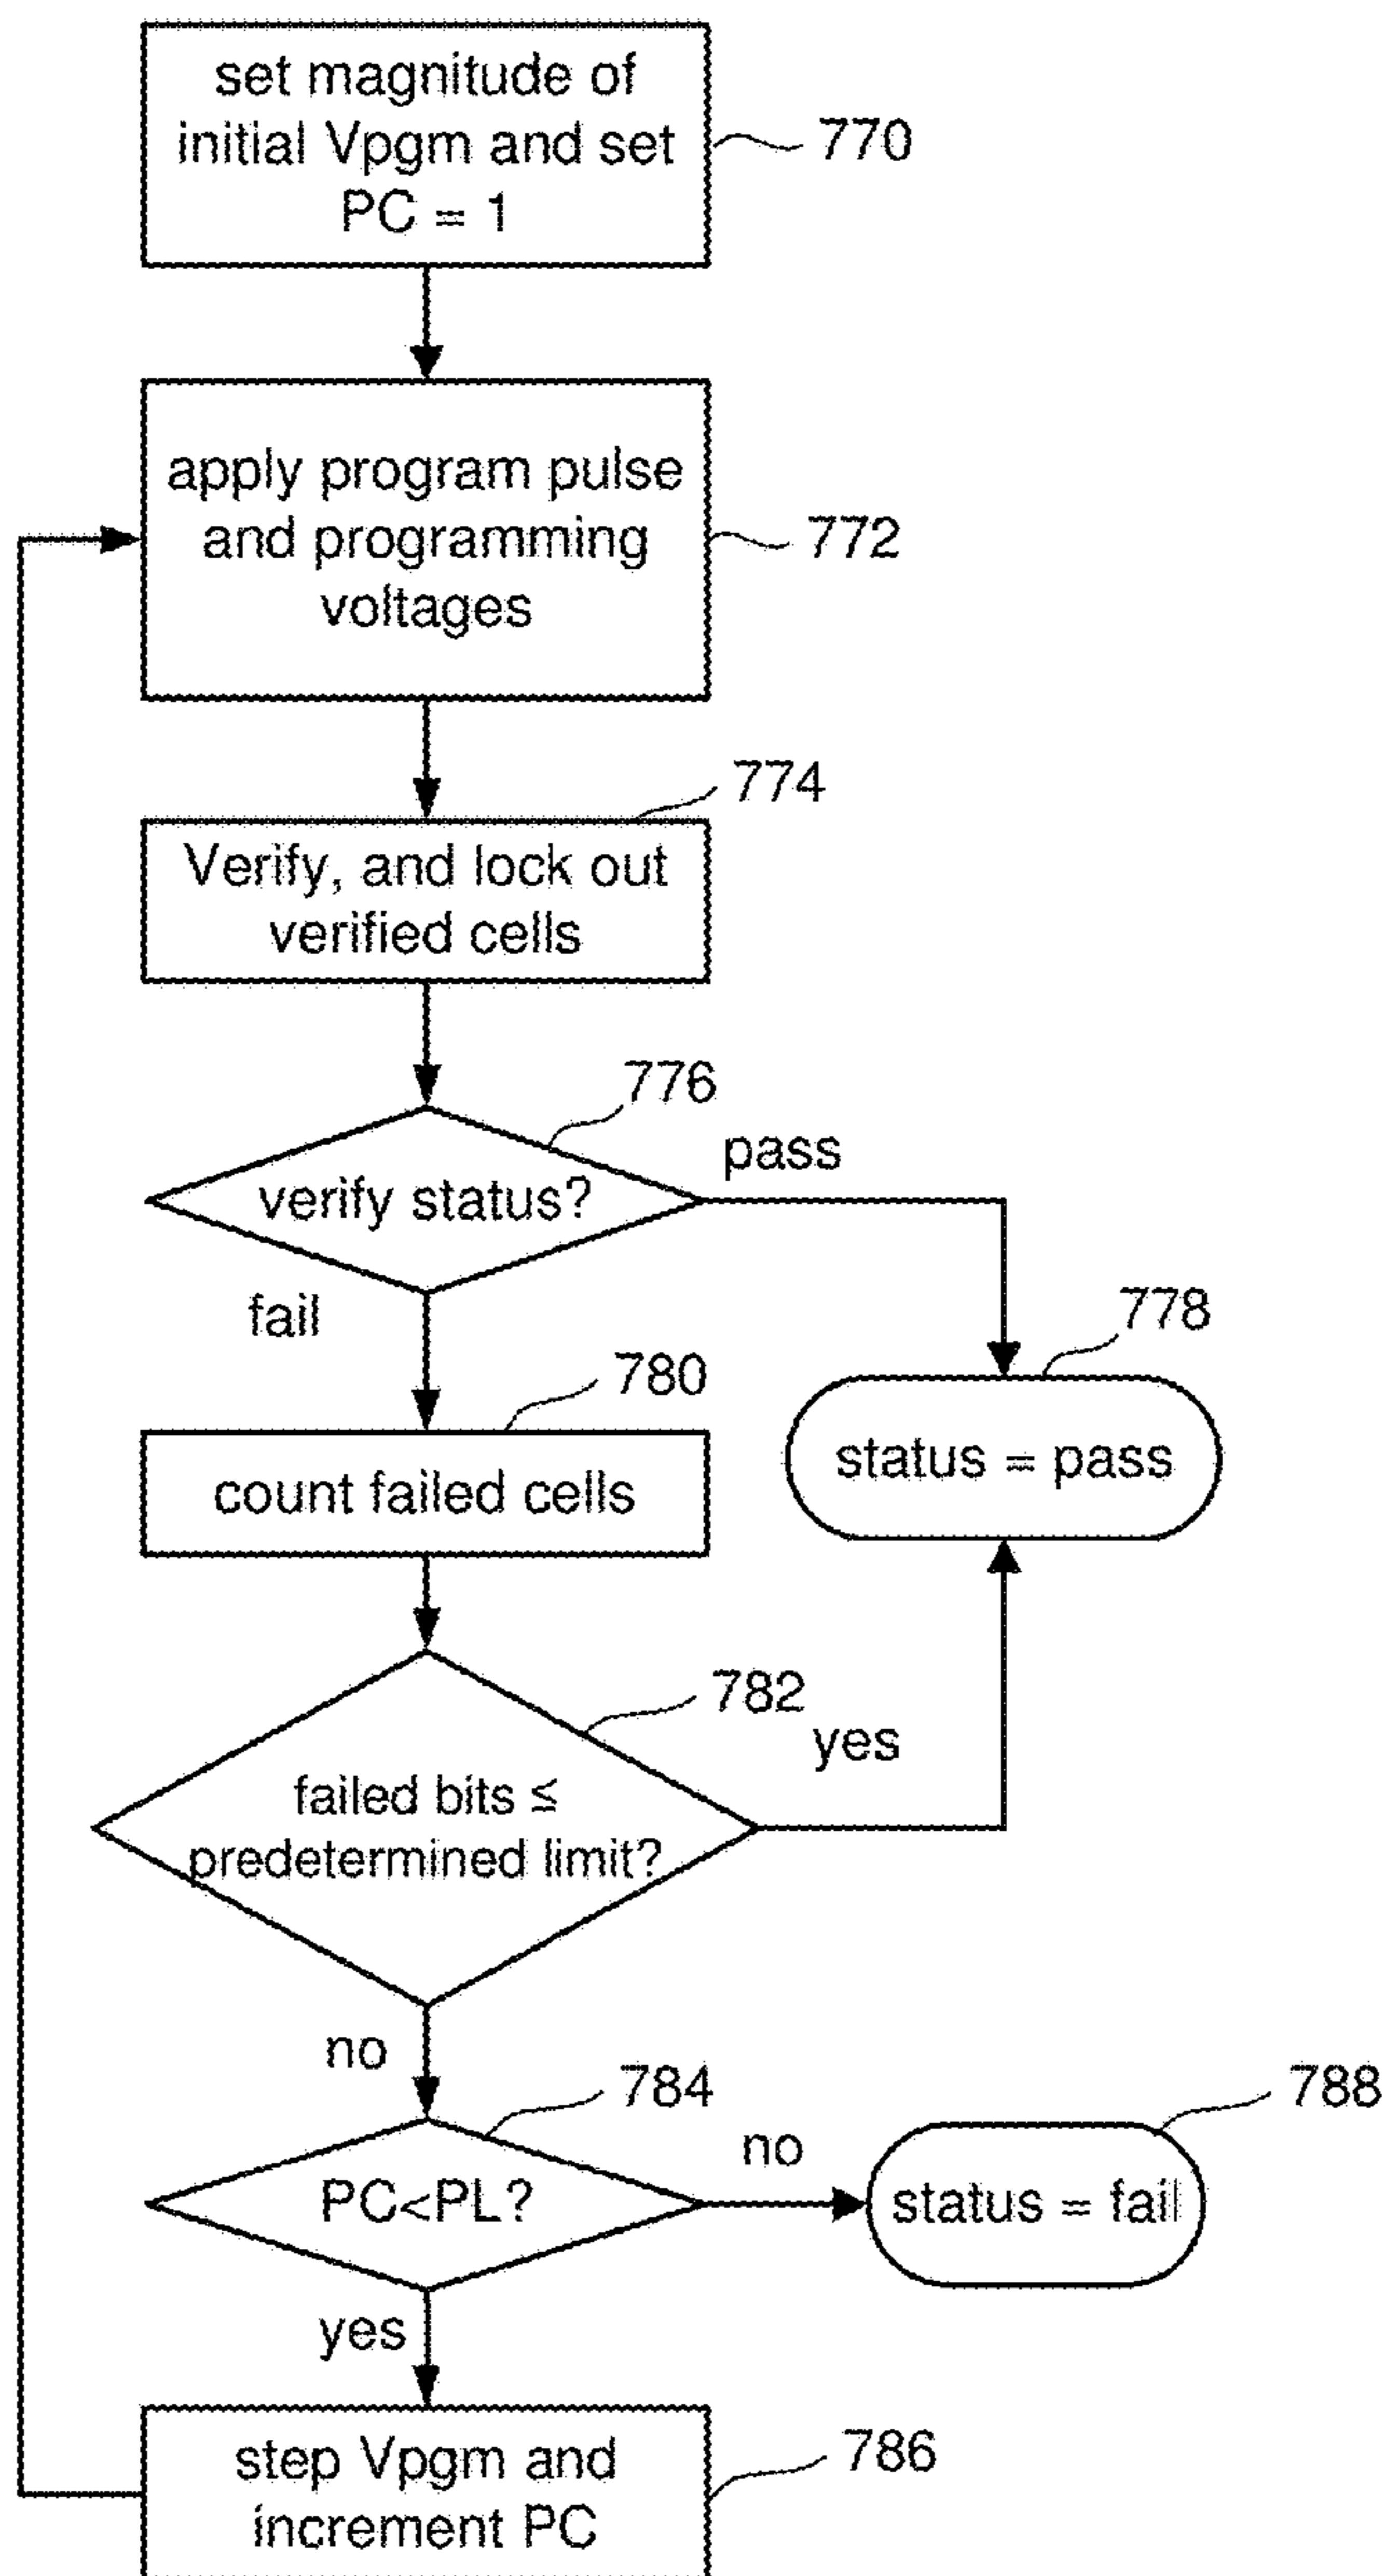 set magnitude of
initial Vpgm and set
PC = 1
770
apply program pulse
and programming
voltages
772
774
Verify, and lock out
verified cells
776
verify status?
pass
fail
778
status = pass
780
count failed cells
782
failed bits ≤
predetermined limit?
yes
no
784
PC<PL?
no
788
status = fail
yes
step Vpgm and
increment PC
786